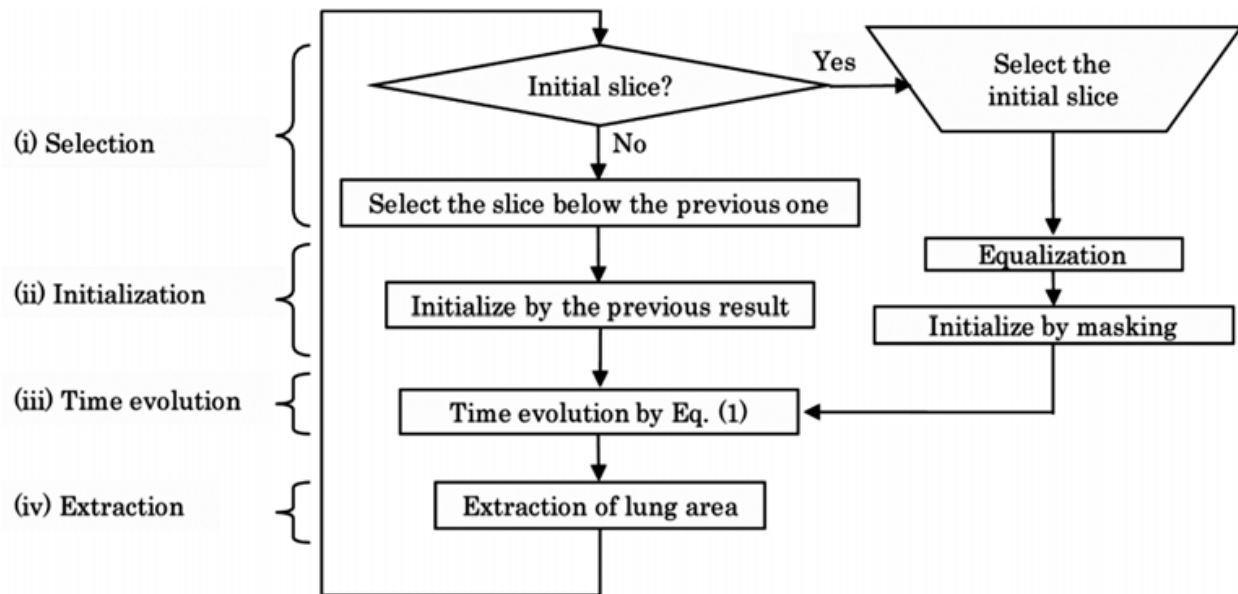 Initial slice?
Yes
Select the
initial slice
(i) Selection
No
Select the slice below the previous one
Equalization
(ii) Initialization
Initialize by the previous result
Initialize by masking
(iii) Time evolution
Time evolution by Eq. (1)
(iv) Extraction
Extraction of lung area